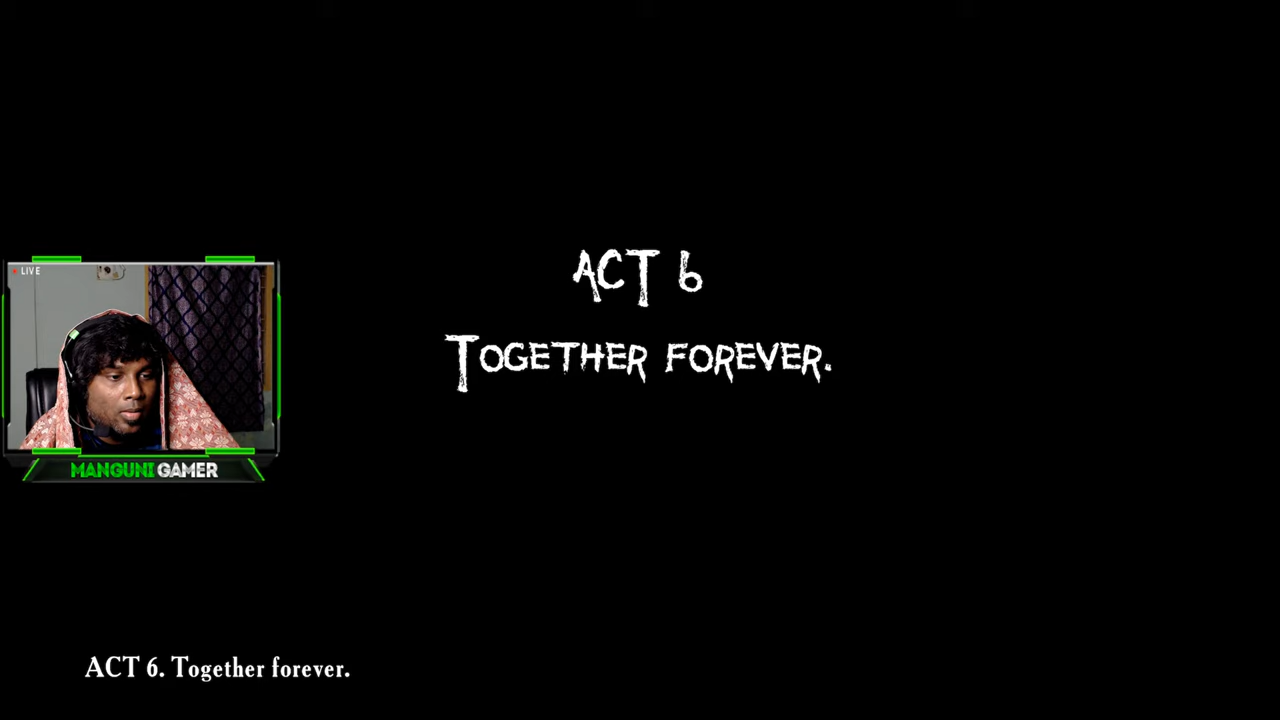 ACT 6
TOGETHER FOREVER.
LIVE
MANGUNI GAMER
ACT 6. Together forever.